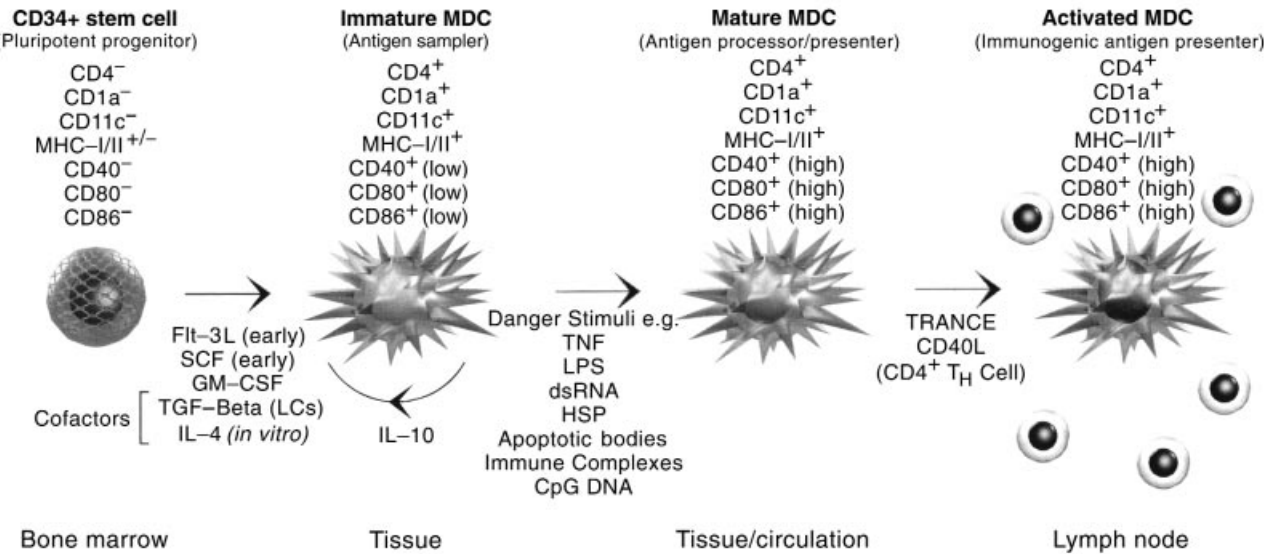 CD34+ stem cell
(Pluripotent progenitor)
CD4⁻
CD1a⁻
CD11c⁻
MHC–I/II⁺/⁻
CD40⁻
CD80⁻
CD86⁻
Immature MDC
(Antigen sampler)
CD4⁺
CD1a⁺
CD11c⁺
MHC–I/II⁺
CD40⁺ (low)
CD80⁺ (low)
CD86⁺ (low)
Mature MDC
(Antigen processor/presenter)
CD4⁺
CD1a⁺
CD11c⁺
MHC–I/II⁺
CD40⁺ (high)
CD80⁺ (high)
CD86⁺ (high)
Activated MDC
(Immunogenic antigen presenter)
CD4⁺
CD1a⁺
CD11c⁺
MHC–I/II⁺
CD40⁺ (high)
CD80⁺ (high)
CD86⁺ (high)
Flt–3L (early)
SCF (early)
GM–CSF
Cofactors
TGF–Beta (LCs)
IL–4 (in vitro)
IL–10
Danger Stimuli e.g.
TNF
LPS
dsRNA
HSP
Apoptotic bodies
Immune Complexes
CpG DNA
TRANCE
CD40L
(CD4⁺ T_H Cell)
Bone marrow
Tissue
Tissue/circulation
Lymph node